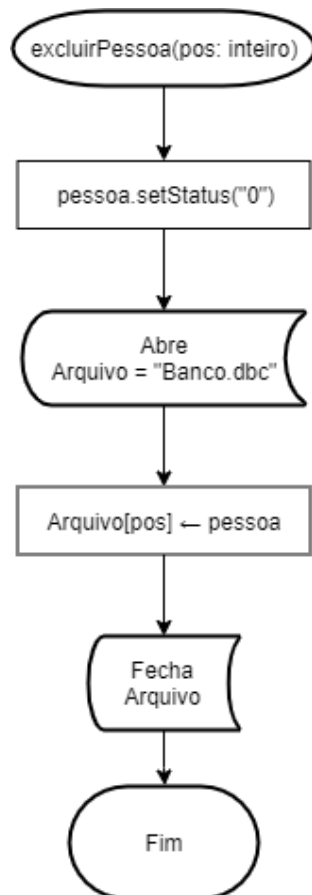 excluirPessoa(pos: inteiro)
pessoa.setStatus("0")
Abre
Arquivo = "Banco.dbc"
Arquivo[pos] ← pessoa
Fecha
Arquivo
Fim